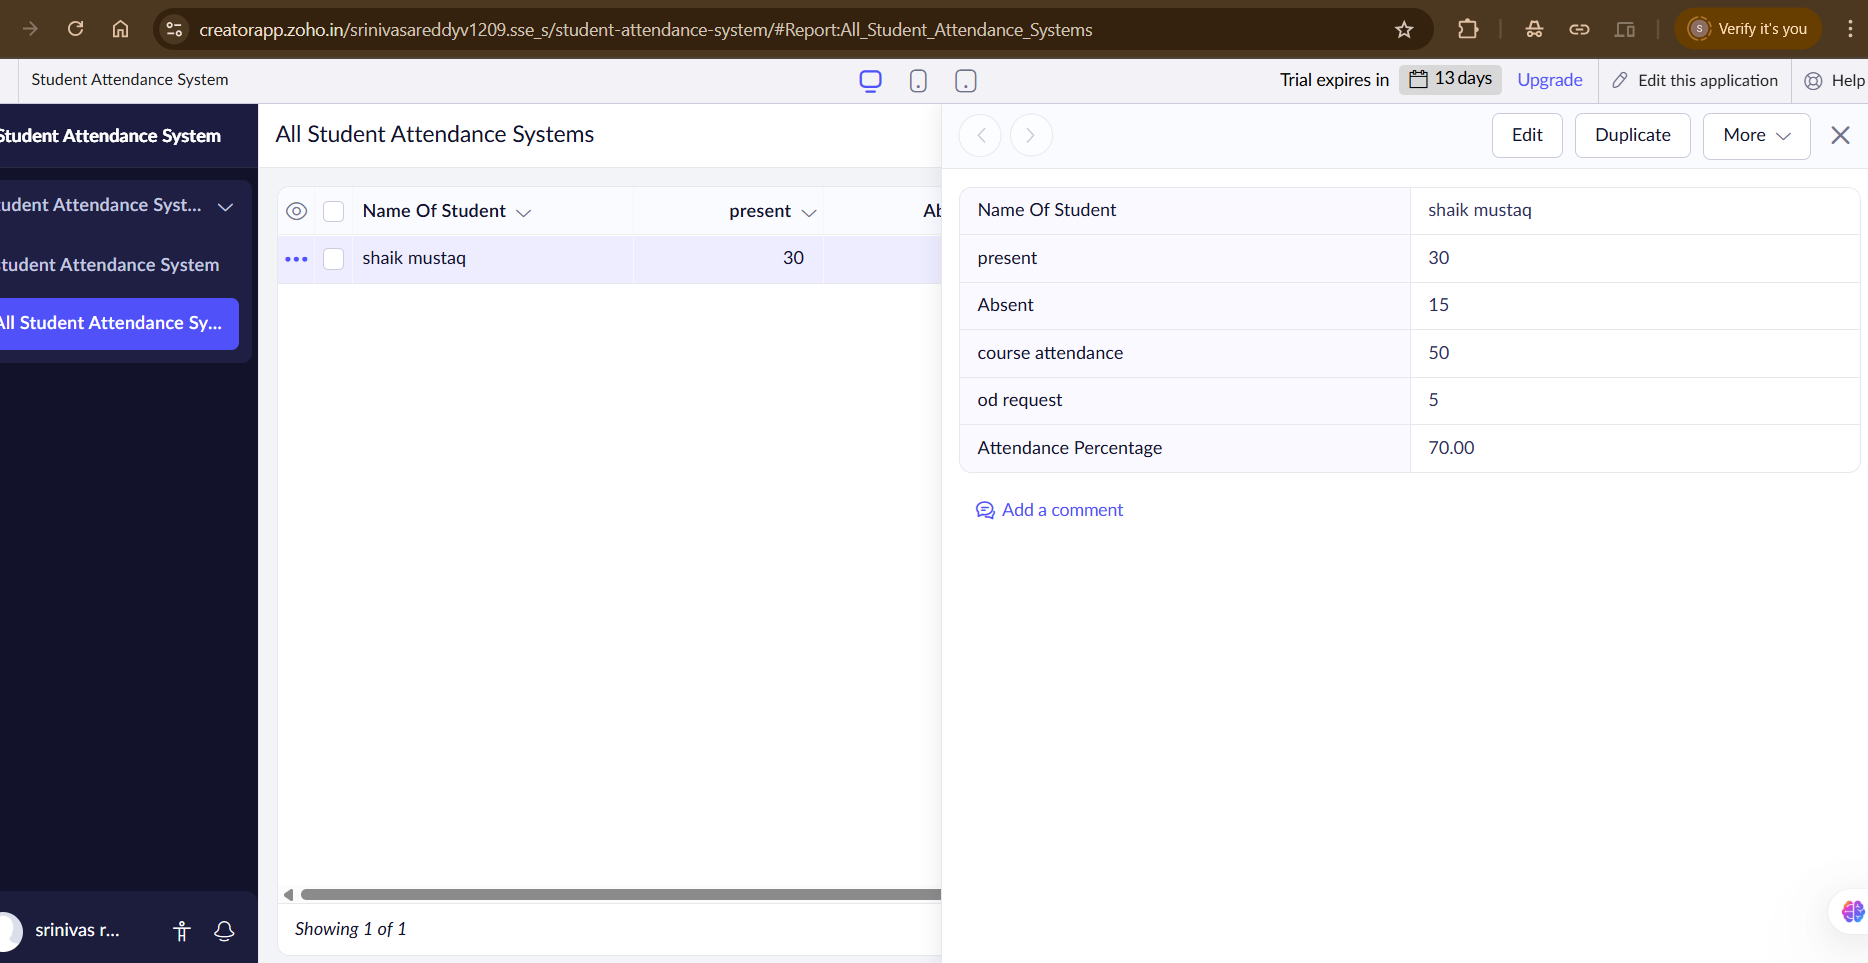 creatorapp.zoho.in/srinivasareddyv1209.sse_s/student-attendance-system/#Report:All_Student_Attendance_Systems
S
Verify it's you
Student Attendance System
Trial expires in
13 days
Upgrade
Edit this application
Help
Student Attendance System
All Student Attendance Systems
Edit
Duplicate
More
tudent Attendance Syst...
tudent Attendance System
All Student Attendance Sy...
Name Of Student
present
Ab
shaik mustaq
30
Name Of Student
shaik mustaq
present
30
Absent
15
course attendance
50
od request
5
Attendance Percentage
70.00
Add a comment
Showing 1 of 1
srinivas r...